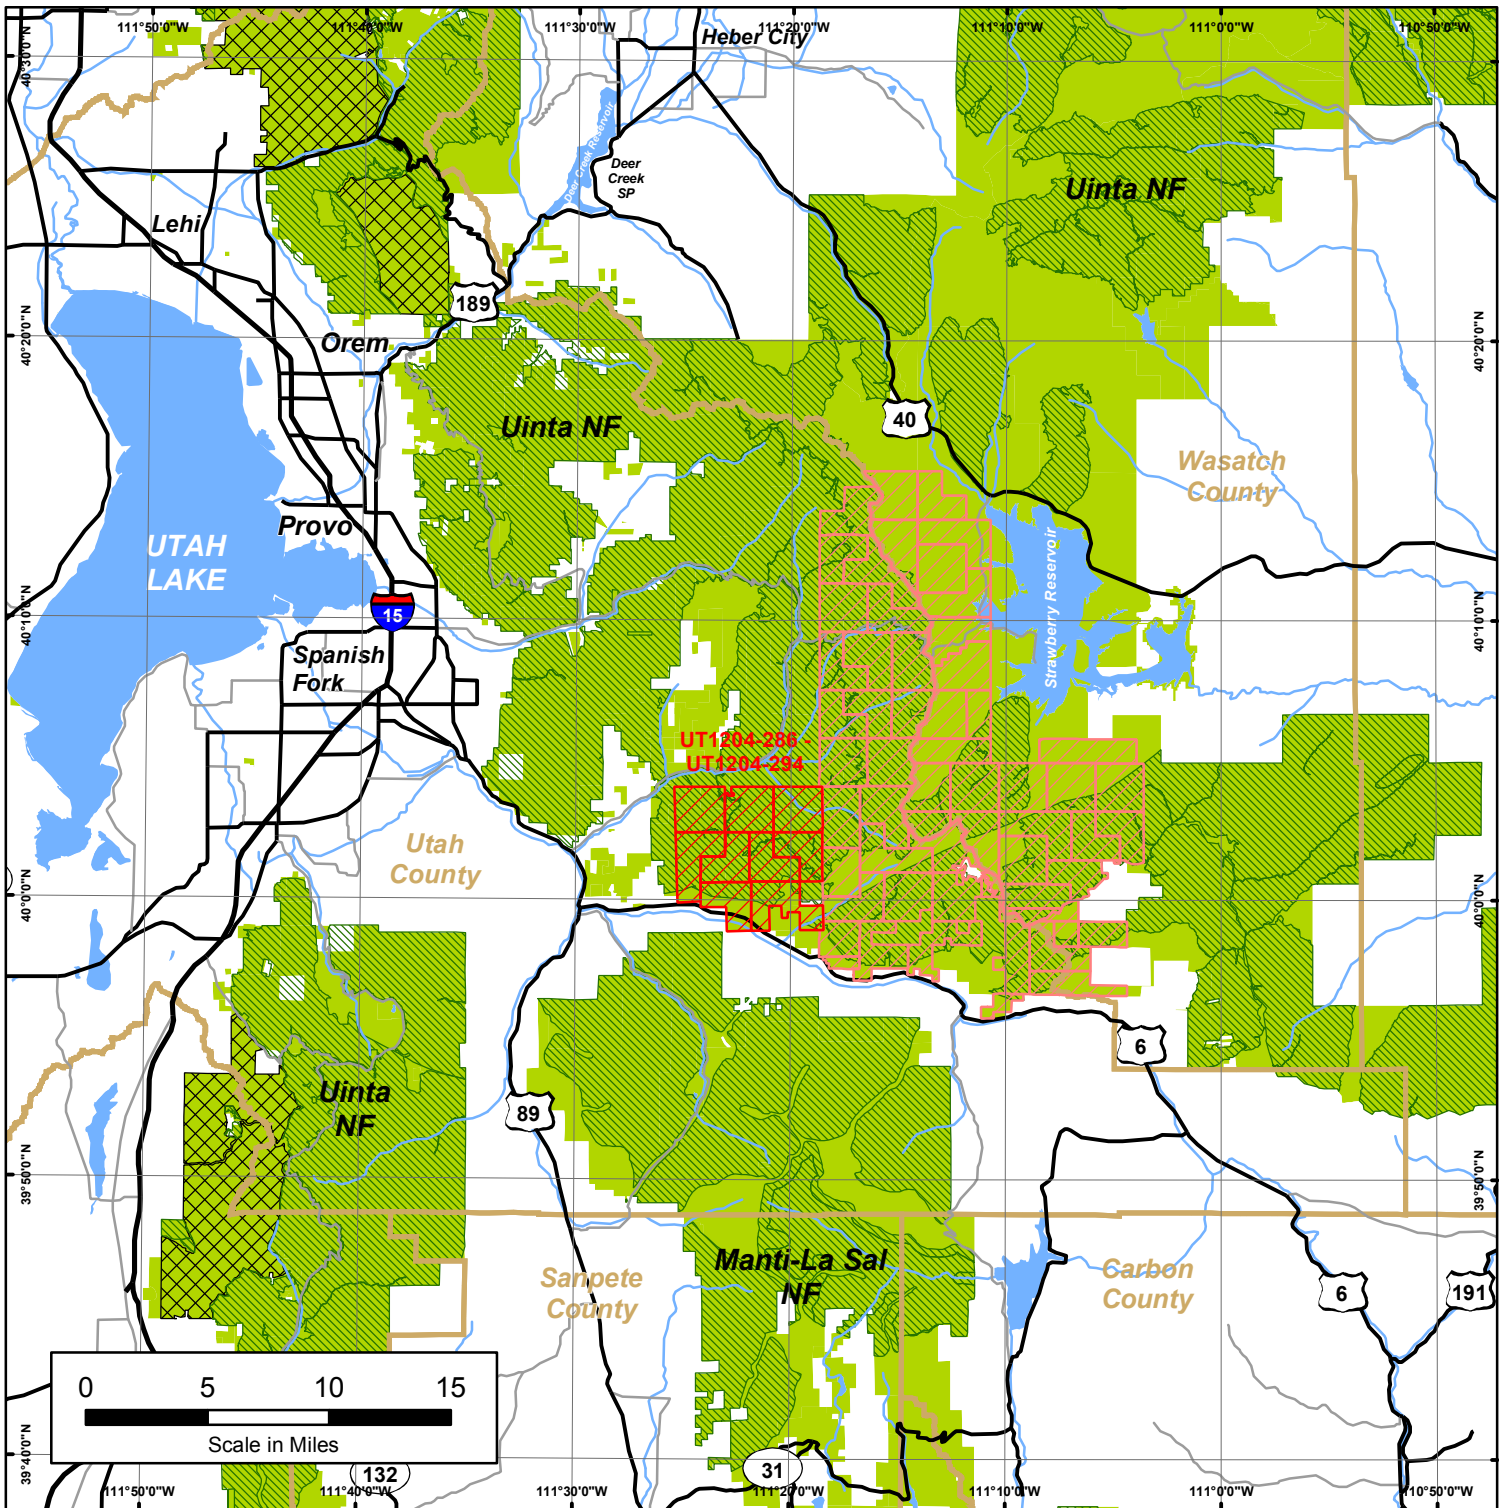 111°50'0"W
111°40'0"W
111°30'0"W
111°20'0"W
111°10'0"W
111°0'0"W
110°50'0"W
Heber City
40°30'0"N
Deer Creek Reservoir
Deer
Creek
SP
Uinta NF
Lehi
189
40°20'0"N
40°20'0"N
Orem
40
Uinta NF
Wasatch
County
Provo
UTAH
LAKE
Strawberry Reservoir
15
40°10'0"N
40°10'0"N
Spanish
Fork
UT1204-286 -
UT1204-294
Utah
County
40°0'0"N
40°0'0"N
6
Uinta
NF
89
39°50'0"N
39°50'0"N
Manti-La Sal
NF
Sanpete
County
Carbon
County
6
191
0 5 10 15
Scale in Miles
39°40'0"N
132
31
111°50'0"W
111°40'0"W
111°30'0"W
111°20'0"W
111°10'0"W
111°0'0"W
110°50'0"W